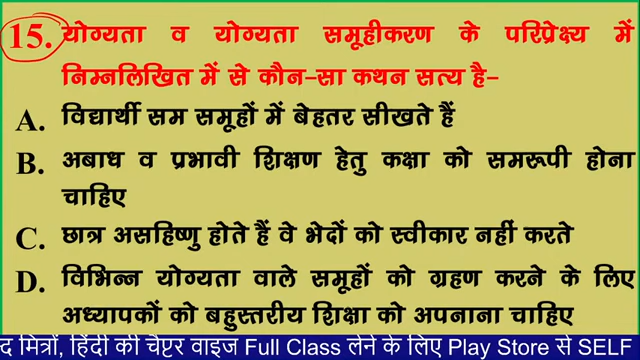 15. योग्यता व योग्यता समूहीकरण के परिप्रेक्ष्य में
निम्नलिखित में से कौन-सा कथन सत्य है-
A. विद्यार्थी सम समूहों में बेहतर सीखते हैं
B. अबाध व प्रभावी शिक्षण हेतु कक्षा को समरूपी होना
चाहिए
C. छात्र असहिष्णु होते हैं वे भेदों को स्वीकार नहीं करते
D. विभिन्न योग्यता वाले समूहों को ग्रहण करने के लिए
अध्यापकों को बहुस्तरीय शिक्षा को अपनाना चाहिए
द मित्रों, हिंदी की चैप्टर वाइज Full Class लेने के लिए Play Store से SELF